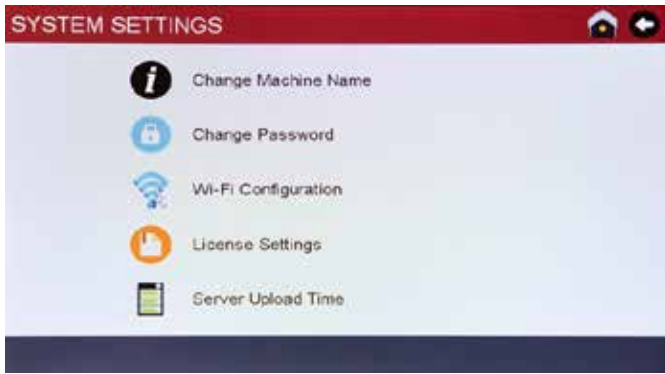 SYSTEM SETTINGS
Change Machine Name
Change Password
Wi-Fi Configuration
License Settings
Server Upload Time